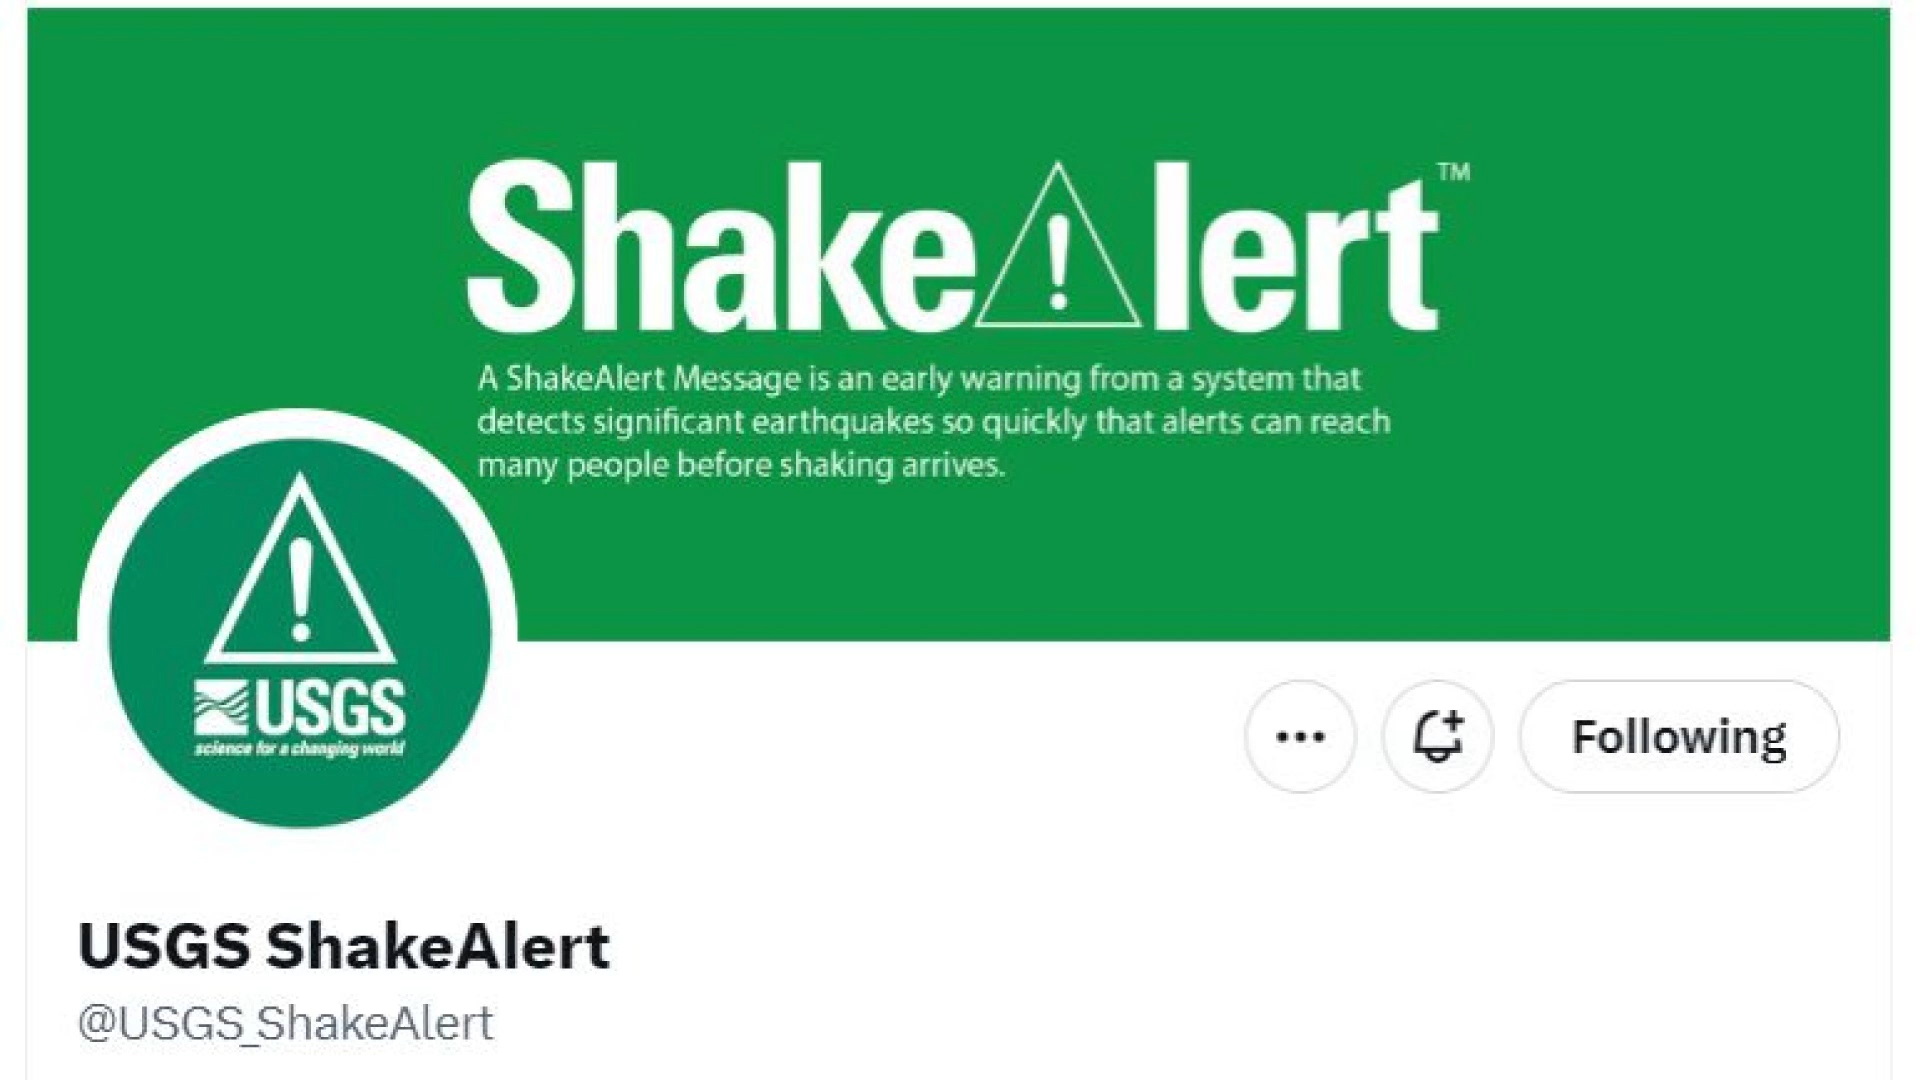 ShakeAlert™
A ShakeAlert Message is an early warning from a system that
detects significant earthquakes so quickly that alerts can reach
many people before shaking arrives.
USGS
science for a changing world
Following
USGS ShakeAlert
@USGS_ShakeAlert